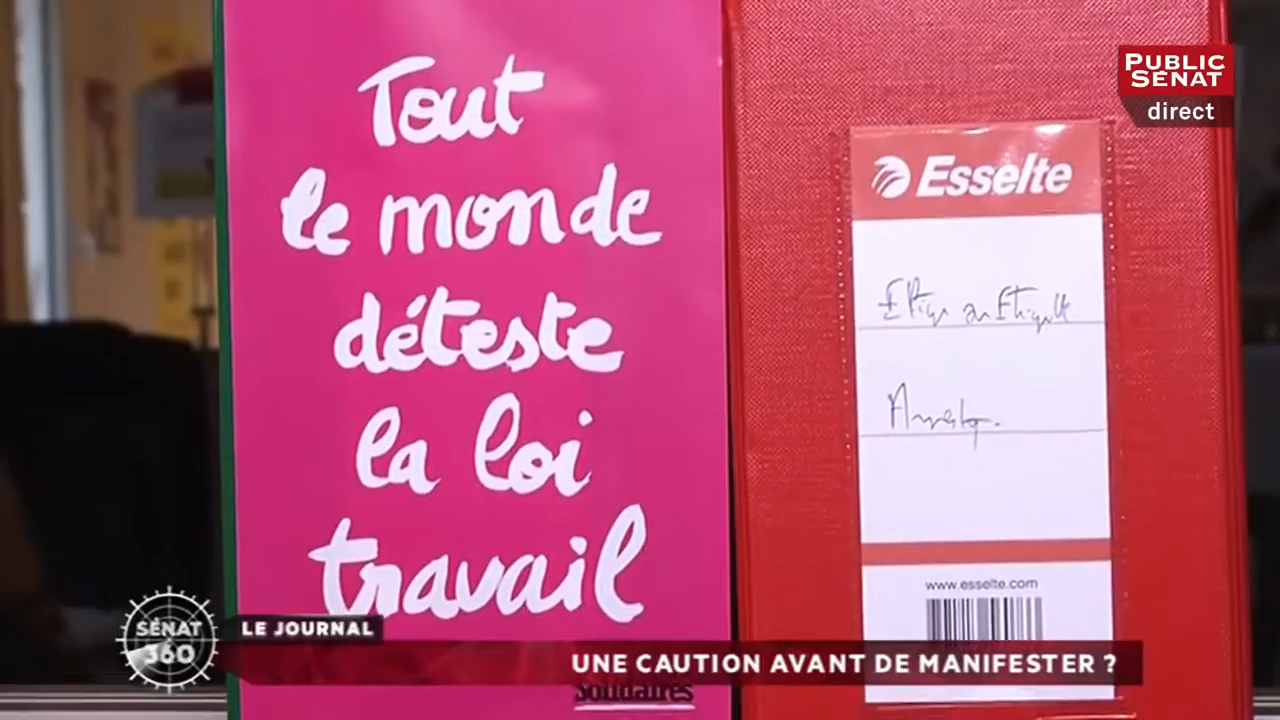 Tout
le monde
déteste
la loi
travail
Solidaires
PUBLIC
SÉNAT
direct
Esselte
www.esselte.com
SÉNAT
360
LE JOURNAL
UNE CAUTION AVANT DE MANIFESTER ?